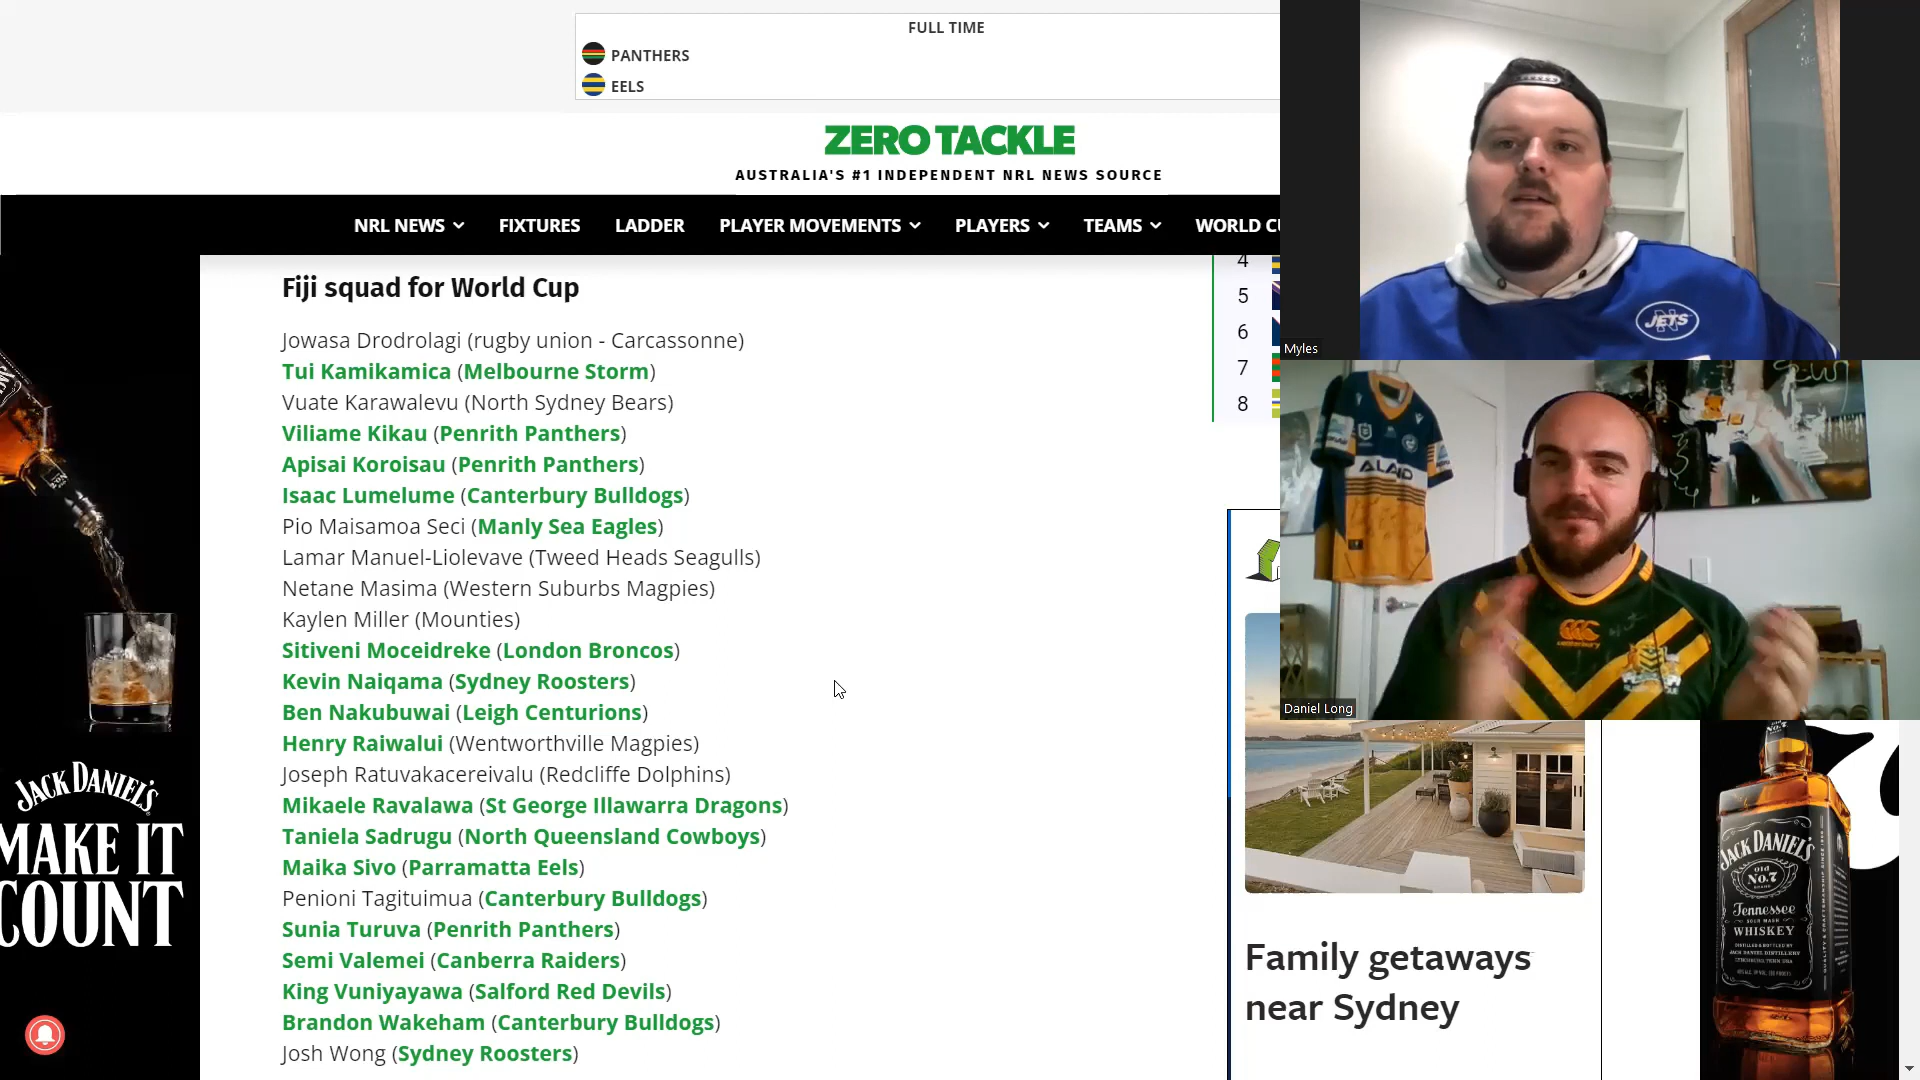 FULL TIME
PANTHERS
EELS
ZERO TACKLE
AUSTRALIA'S #1 INDEPENDENT NRL NEWS SOURCE
NRL NEWS FIXTURES LADDER PLAYER MOVEMENTS PLAYERS TEAMS WORLD CU
4
5
6
7
8
Fiji squad for World Cup
Jowasa Drodrolagi (rugby union - Carcassonne)
Tui Kamikamica (Melbourne Storm)
Vuate Karawalevu (North Sydney Bears)
Viliame Kikau (Penrith Panthers)
Apisai Koroisau (Penrith Panthers)
Isaac Lumelume (Canterbury Bulldogs)
Pio Maisamoa Seci (Manly Sea Eagles)
Lamar Manuel-Liolevave (Tweed Heads Seagulls)
Netane Masima (Western Suburbs Magpies)
Kaylen Miller (Mounties)
Sitiveni Moceidreke (London Broncos)
Kevin Naiqama (Sydney Roosters)
Ben Nakubuwai (Leigh Centurions)
Henry Raiwalui (Wentworthville Magpies)
Joseph Ratuvakacereivalu (Redcliffe Dolphins)
Mikaele Ravalawa (St George Illawarra Dragons)
Taniela Sadrugu (North Queensland Cowboys)
Maika Sivo (Parramatta Eels)
Penioni Tagituimua (Canterbury Bulldogs)
Sunia Turuva (Penrith Panthers)
Semi Valemei (Canberra Raiders)
King Vuniyayawa (Salford Red Devils)
Brandon Wakeham (Canterbury Bulldogs)
Josh Wong (Sydney Roosters)
JACK DANIEL'S
MAKE IT
COUNT
JETS
Myles
ALAND
canterbury
Daniel Long
Family getaways
near Sydney
JACK DANIEL'S
Old
No.7
BRAND
Tennessee
SOUR MASH
WHISKEY